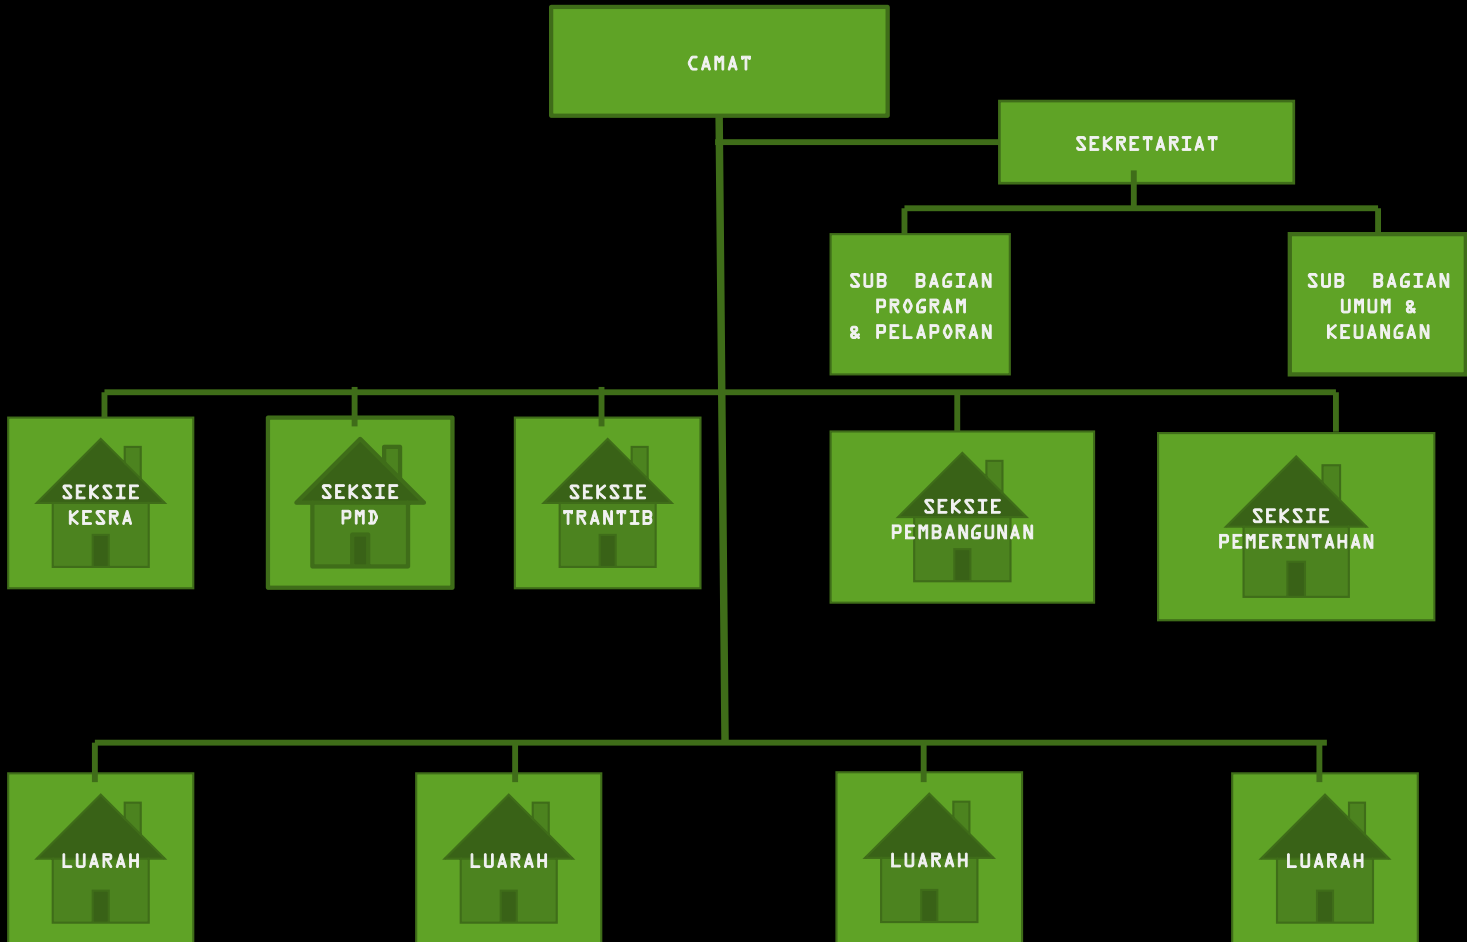 CAMAT
SEKRETARIAT
SUB BAGIAN
PROGRAM
& PELAPORAN
SUB BAGIAN
UMUM &
KEUANGAN
SEKSIE
KESRA
SEKSIE
PMD
SEKSIE
TRANTIB
SEKSIE
PEMBANGUNAN
SEKSIE
PEMERINTAHAN
LUARAH
LUARAH
LUARAH
LUARAH